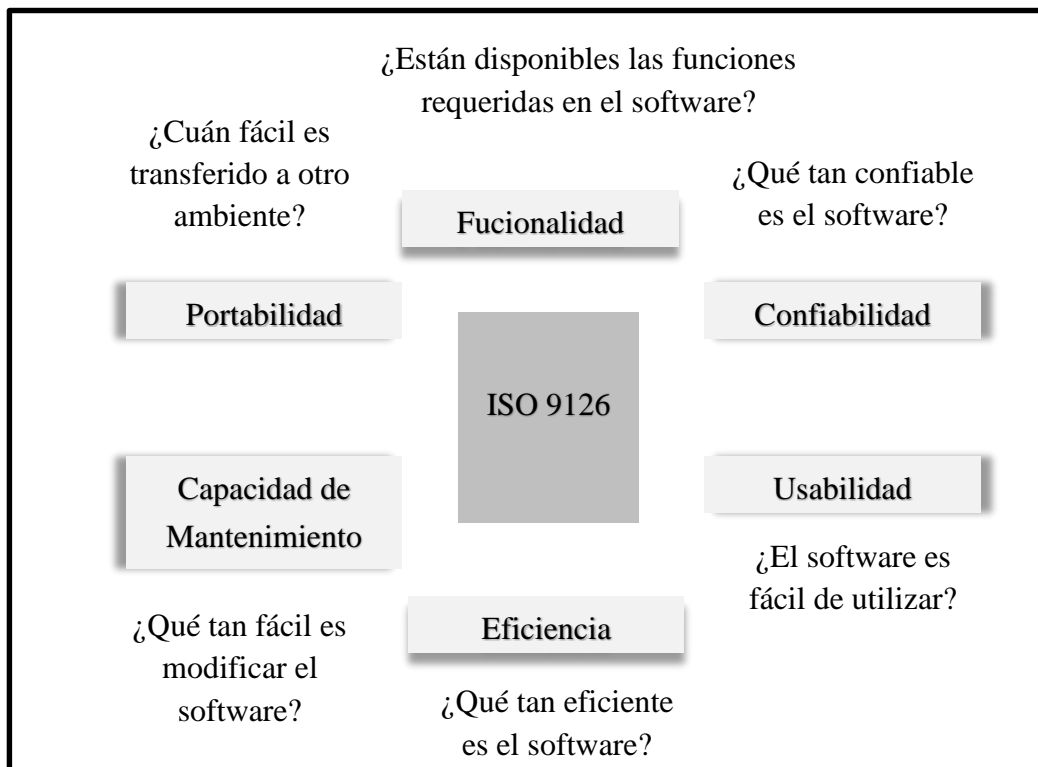 ¿Están disponibles las funciones
requeridas en el software?
¿Cuán fácil es
transferido a otro
ambiente?
¿Qué tan confiable
es el software?
Fucionalidad
Portabilidad
Confiabilidad
ISO 9126
Capacidad de
Mantenimiento
Usabilidad
¿El software es
fácil de utilizar?
¿Qué tan fácil es
modificar el
software?
Eficiencia
¿Qué tan eficiente
es el software?